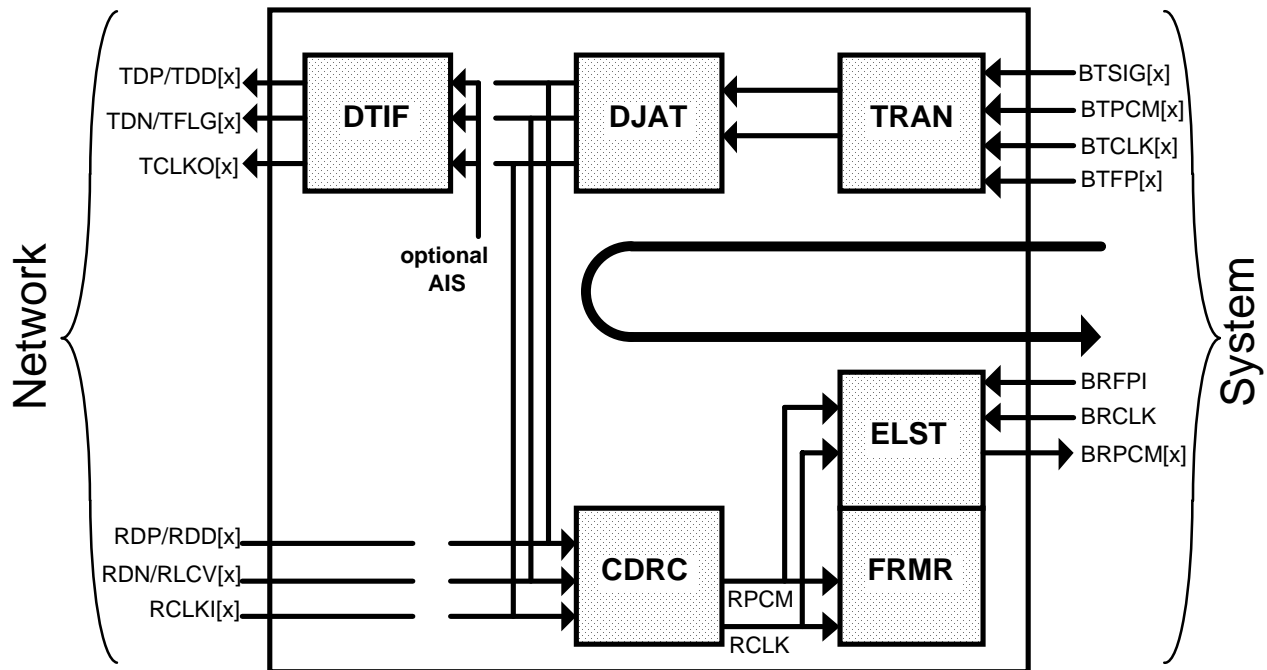 TDP/TDD[x]
TDN/TFLG[x]
TCLKO[x]
DTIF
DJAT
TRAN
BTSIG[x]
BTPCM[x]
BTCLK[x]
BTFP[x]
optional
AIS
Network
System
BRFPI
BRCLK
BRPCM[x]
ELST
RDP/RDD[x]
RDN/RLCV[x]
RCLKI[x]
CDRC
RPCM
RCLK
FRMR